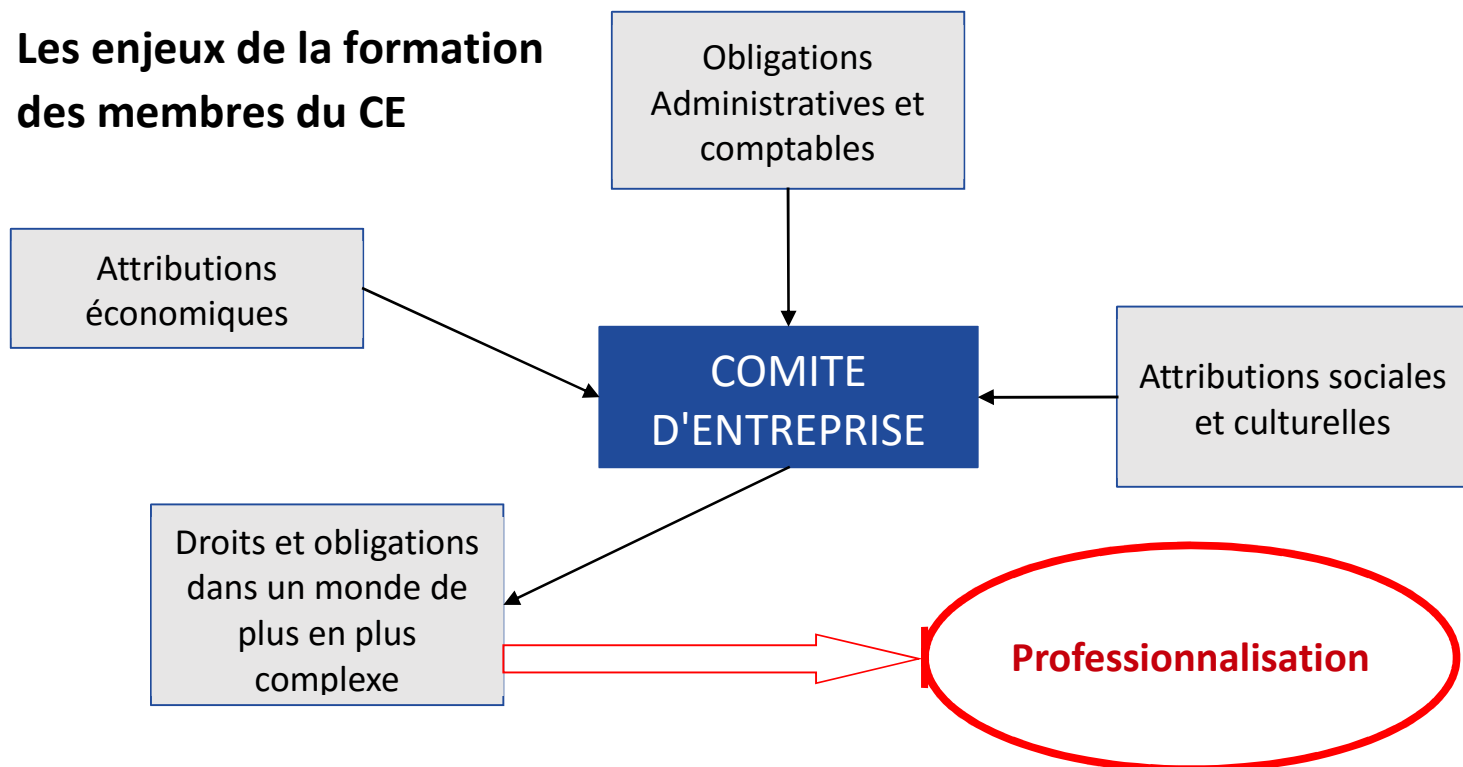 Les enjeux de la formation
des membres du CE
Obligations
Administratives et
comptables
Attributions
économiques
COMITE
D'ENTREPRISE
Attributions sociales
et culturelles
Droits et obligations
dans un monde de
plus en plus
complexe
Professionnalisation